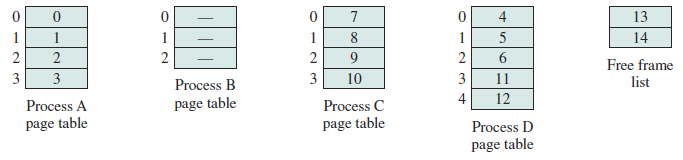 0 0
1 1
2 2
3 3
Process A
page table
0 —
1 —
2 —
Process B
page table
0 7
1 8
2 9
3 10
Process C
page table
0 4
1 5
2 6
3 11
4 12
Process D
page table
13
14
Free frame
list